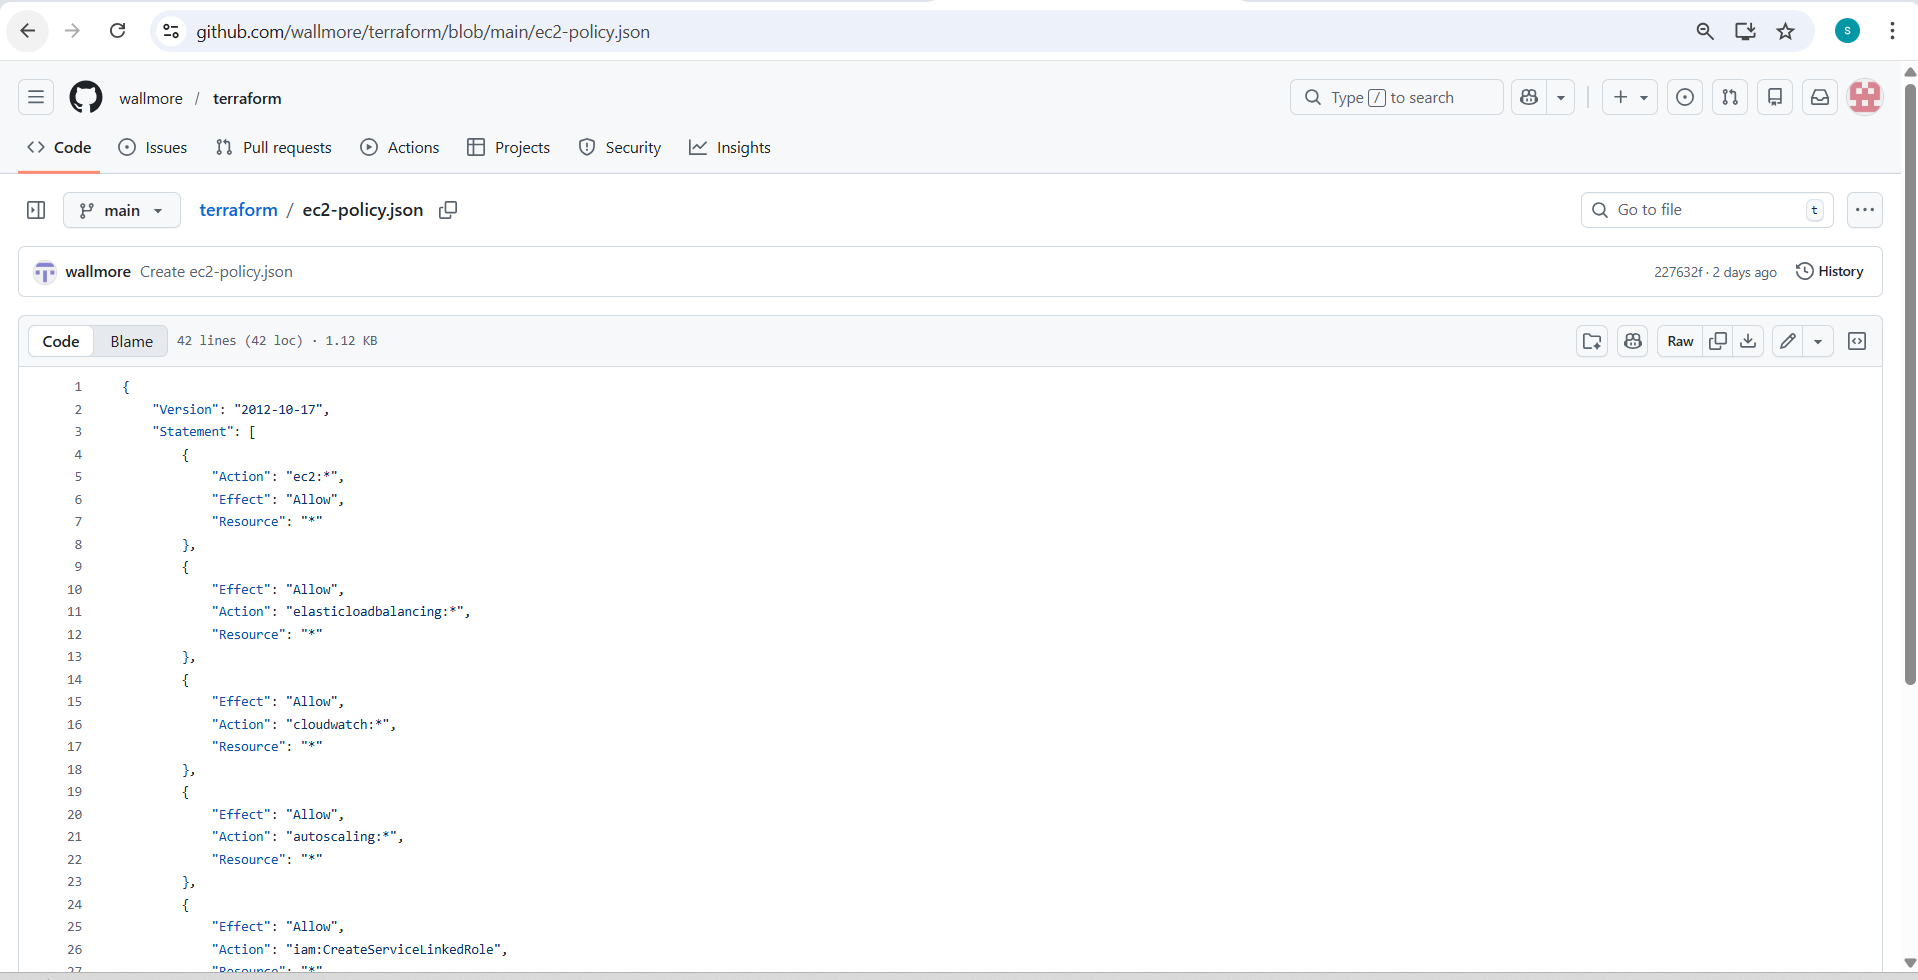 github.com/wallmore/terraform/blob/main/ec2-policy.json
s
wallmore / terraform
Type / to search
Code Issues Pull requests Actions Projects Security Insights
main terraform / ec2-policy.json
Go to file t
wallmore Create ec2-policy.json
227632f · 2 days ago History
Code Blame 42 lines (42 loc) · 1.12 KB
Raw
1 {
2 "Version": "2012-10-17",
3 "Statement": [
4 {
5 "Action": "ec2:*",
6 "Effect": "Allow",
7 "Resource": "*"
8 },
9 {
10 "Effect": "Allow",
11 "Action": "elasticloadbalancing:*",
12 "Resource": "*"
13 },
14 {
15 "Effect": "Allow",
16 "Action": "cloudwatch:*",
17 "Resource": "*"
18 },
19 {
20 "Effect": "Allow",
21 "Action": "autoscaling:*",
22 "Resource": "*"
23 },
24 {
25 "Effect": "Allow",
26 "Action": "iam:CreateServiceLinkedRole",
27 "Resource": "*"